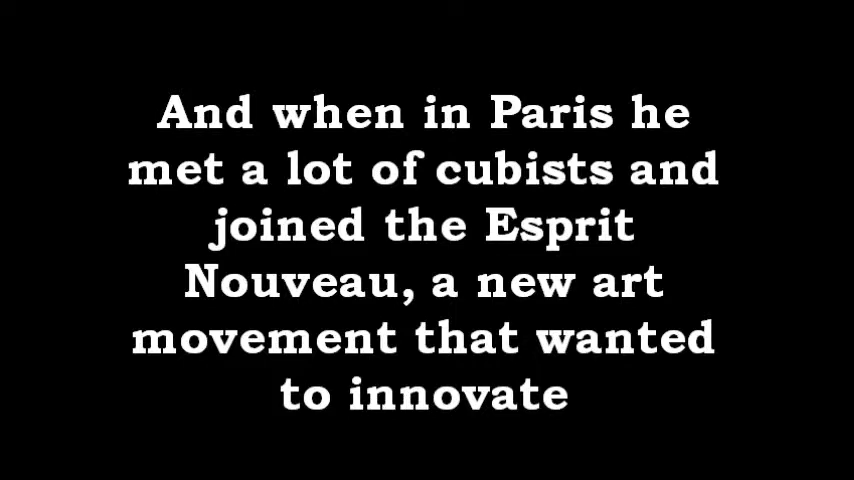 And when in Paris he
met a lot of cubists and
joined the Esprit
Nouveau, a new art
movement that wanted
to innovate